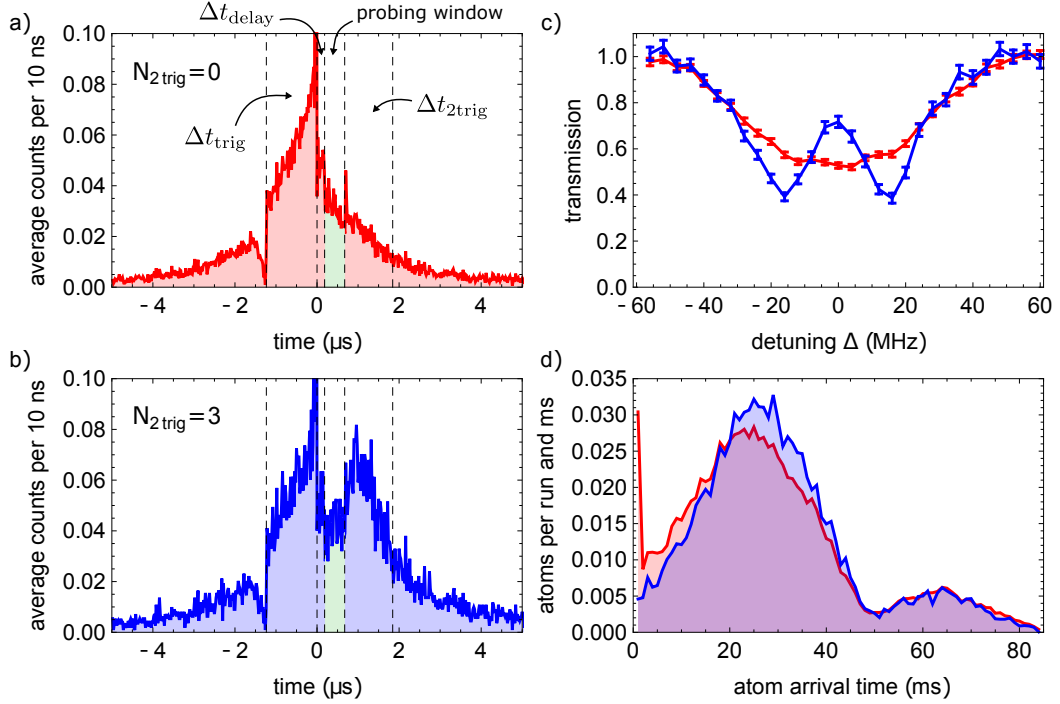 a)
Δt_delay
probing window
N_2trig=0
Δt_trig
Δt_2trig
average counts per 10 ns
0.10
0.08
0.06
0.04
0.02
0.00
-4 -2 0 2 4
time (μs)
c)
transmission
1.0
0.8
0.6
0.4
0.2
0.0
-60 -40 -20 0 20 40 60
detuning Δ (MHz)
b)
N_2trig=3
average counts per 10 ns
0.10
0.08
0.06
0.04
0.02
0.00
-4 -2 0 2 4
time (μs)
d)
atoms per run and ms
0.035
0.030
0.025
0.020
0.015
0.010
0.005
0.000
0 20 40 60 80
atom arrival time (ms)